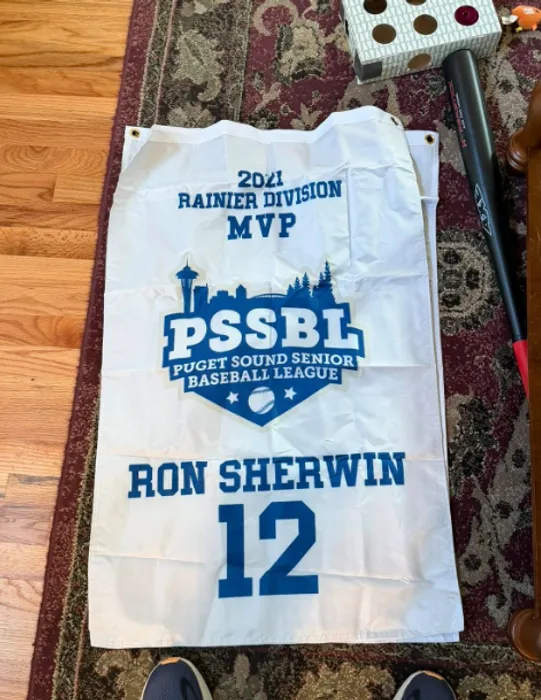 2021
RAINIER DIVISION
MVP
PSSBL
PUGET SOUND SENIOR
BASEBALL LEAGUE
RON SHERWIN
12